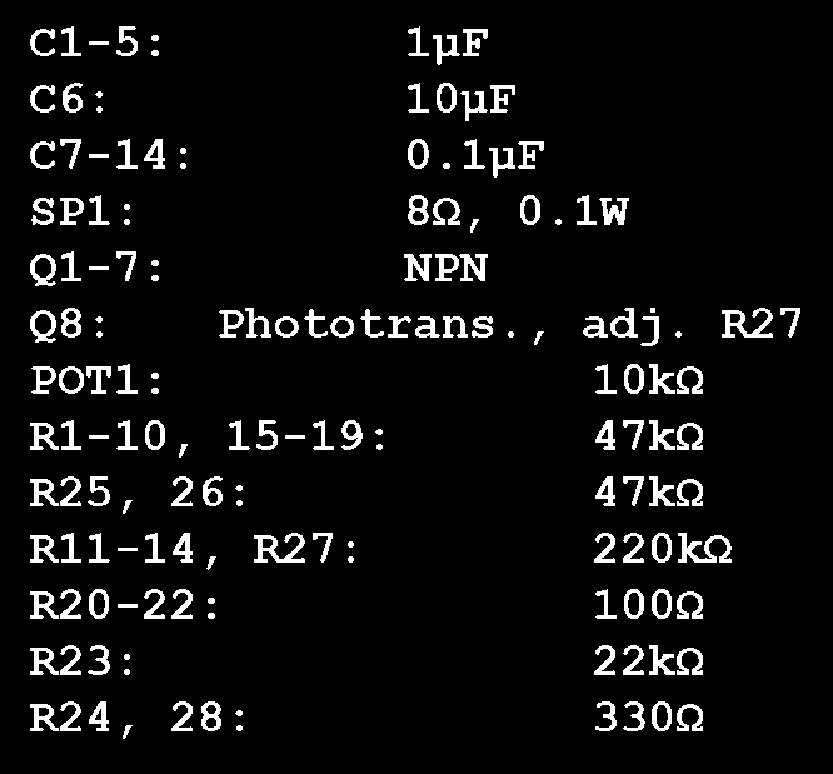 C1-5: 1µF
C6: 10µF
C7-14: 0.1µF
SP1: 8Ω, 0.1W
Q1-7: NPN
Q8: Phototrans., adj. R27
POT1: 10kΩ
R1-10, 15-19: 47kΩ
R25, 26: 47kΩ
R11-14, R27: 220kΩ
R20-22: 100Ω
R23: 22kΩ
R24, 28: 330Ω